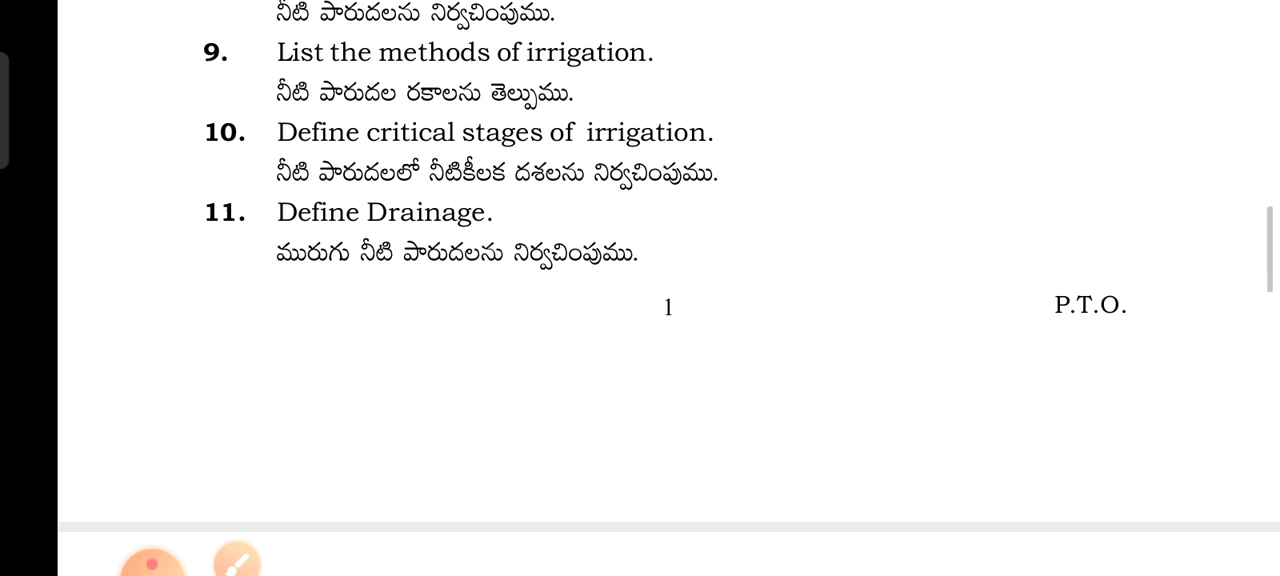 నీటి పారుదలను నిర్వచింపుము.
9. List the methods of irrigation.
నీటి పారుదల రకాలను తెల్పుము.
10. Define critical stages of irrigation.
నీటి పారుదలలో నీటికీలక దశలను నిర్వచింపుము.
11. Define Drainage.
మురుగు నీటి పారుదలను నిర్వచింపుము.
1 P.T.O.